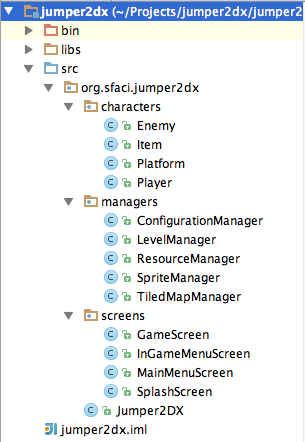 jumper2dx (~/Projects/jumper2dx/jumper2
bin
libs
src
org.sfaci.jumper2dx
characters
C Enemy
C Item
C Platform
C Player
managers
C ConfigurationManager
C LevelManager
C ResourceManager
C SpriteManager
C TiledMapManager
screens
C GameScreen
C InGameMenuScreen
C MainMenuScreen
C SplashScreen
C Jumper2DX
jumper2dx.iml